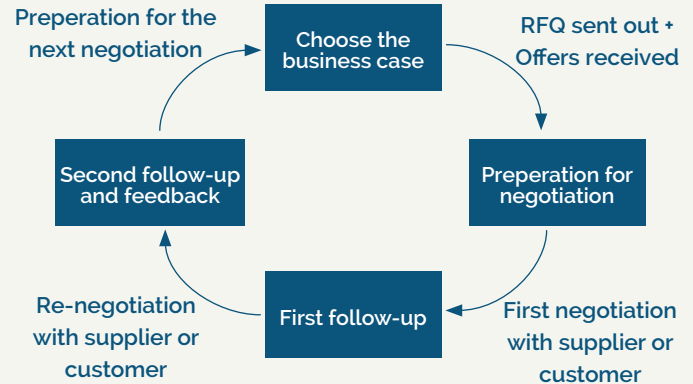 Preparation for the
next negotiation
Choose the
business case
RFQ sent out +
Offers received
Second follow-up
and feedback
Preperation for
negotiation
Re-negotiation
with supplier or
customer
First follow-up
First negotiation
with supplier or
customer